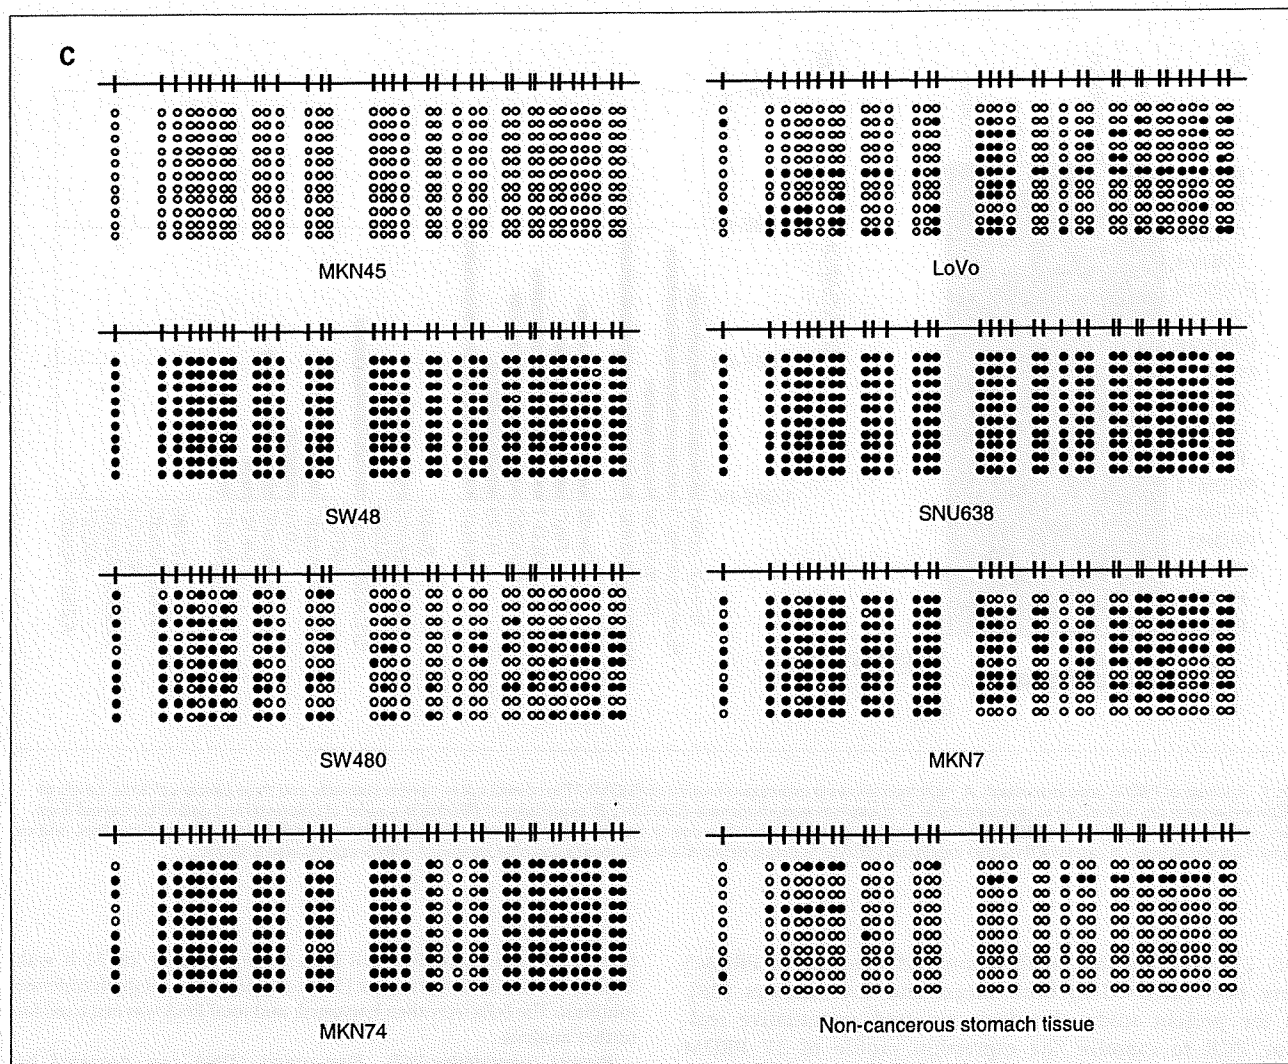 C
MKN45
LoVo
SW48
SNU638
SW480
MKN7
MKN74
Non-cancerous stomach tissue